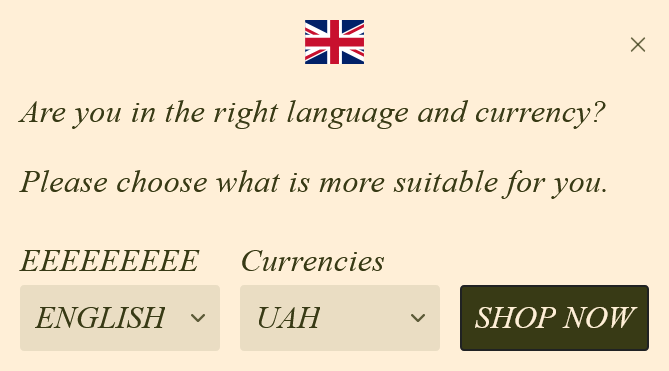 Are you in the right language and currency?
Please choose what is more suitable for you.
EEEEEEEEE Currencies
ENGLISH UAH SHOP NOW